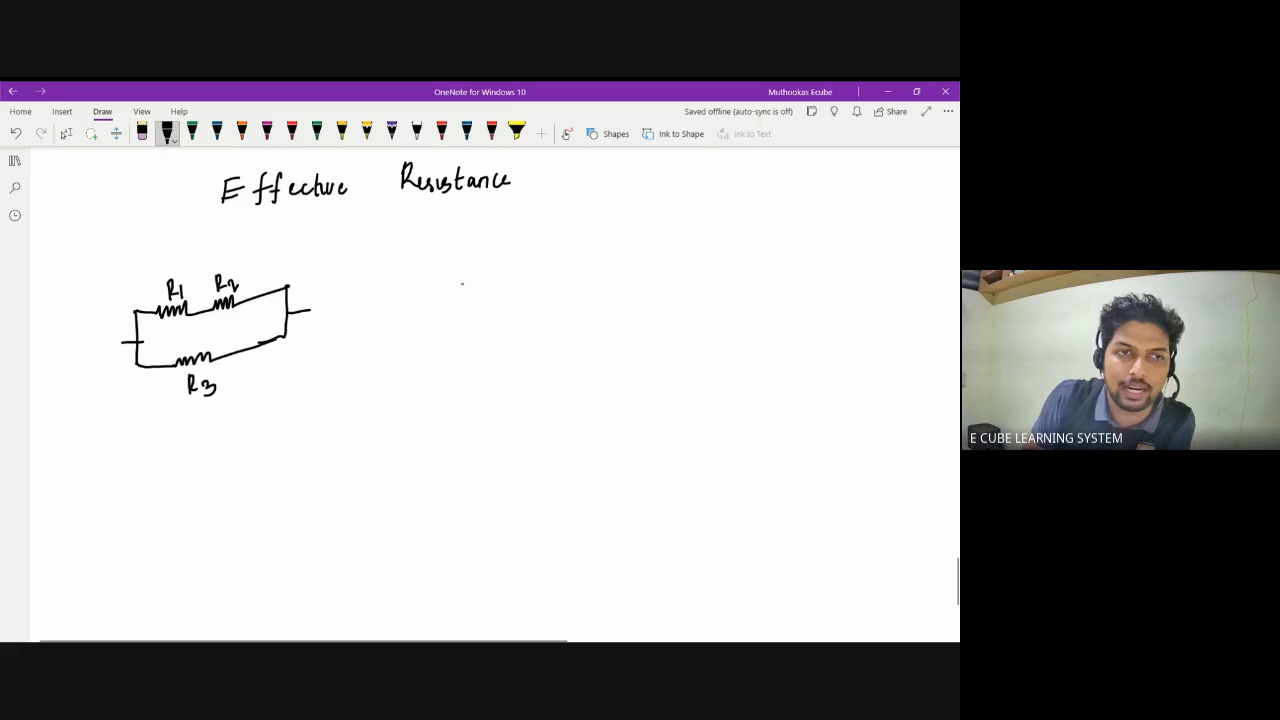 OneNote for Windows 10
Muthookas Ecube
Home Insert Draw View Help
Saved offline (auto-sync is off)
Share
Shapes
Ink to Shape
Ink to Text
Effective Resistance
R1 R2
R3
E CUBE LEARNING SYSTEM